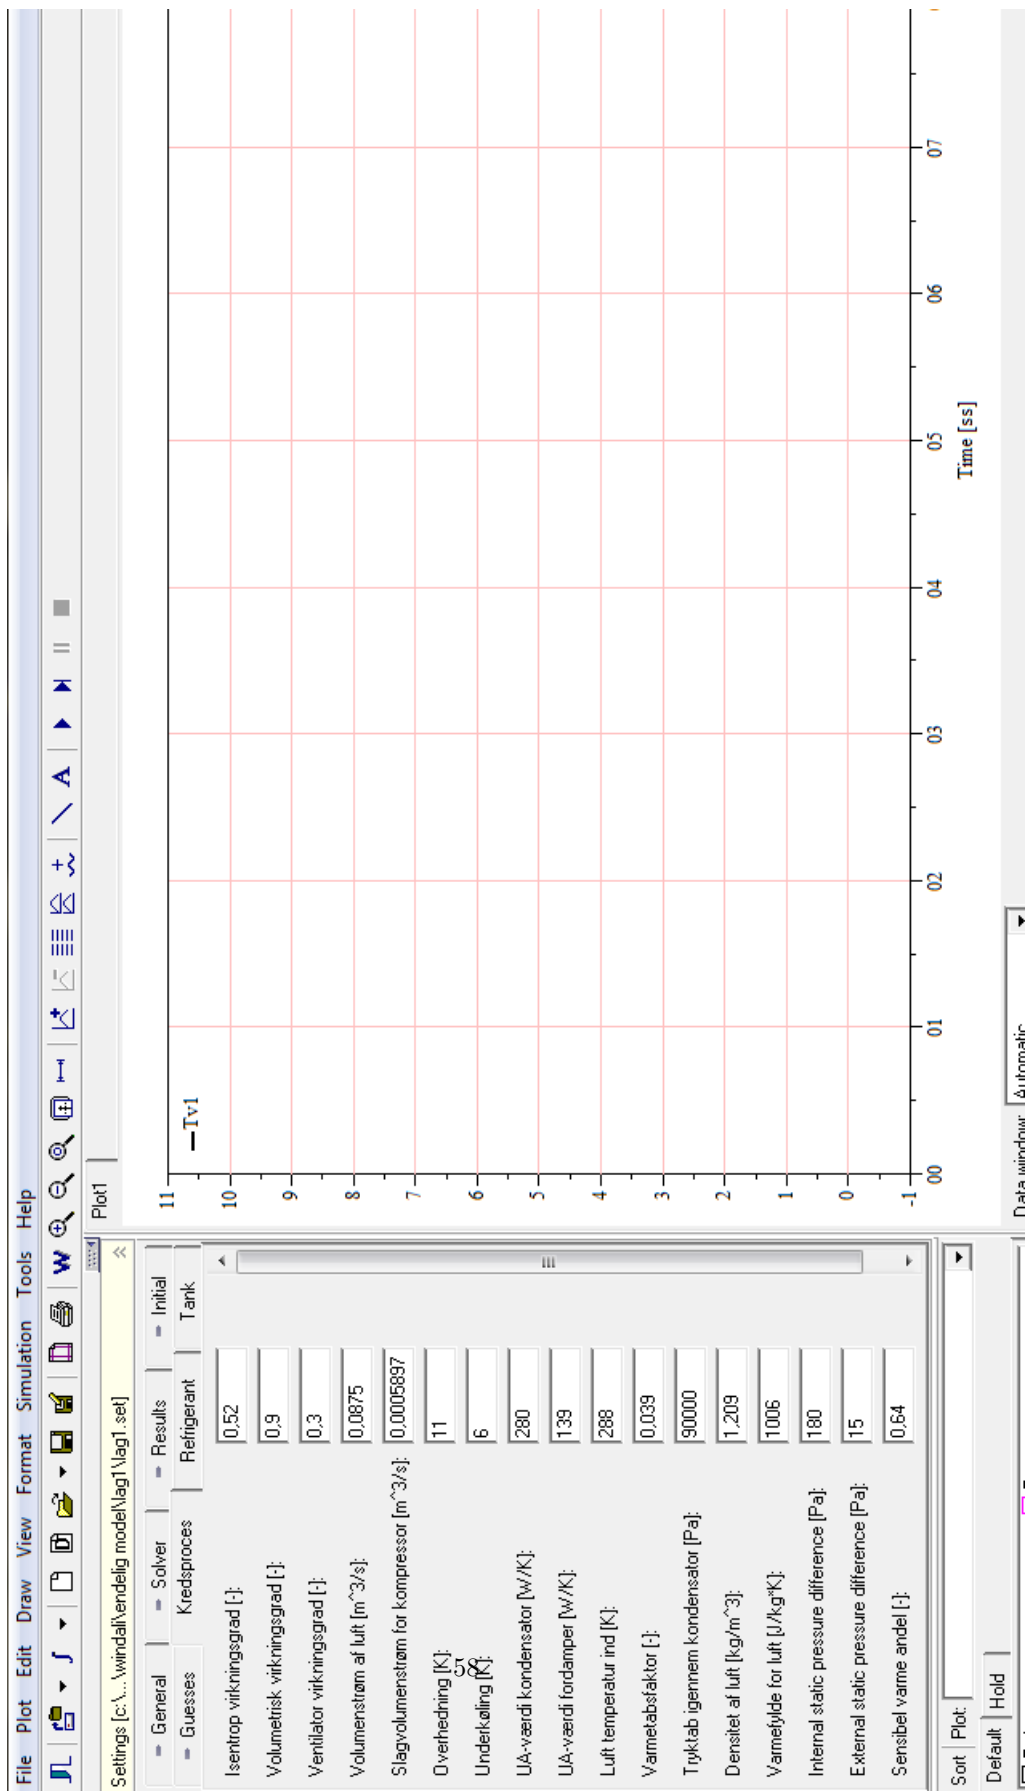 File Plot Edit Draw View Format Simulation Tools Help
Settings [c:\...\windali\endelig model\lag1\lag1.set]
General Solver Results Initial
Guesses Kredsproces Refrigerant Tank
Isentrop virkningsgrad [-]: 0,52
Volumetrisk virkningsgrad [-]: 0,9
Ventilator virkningsgrad [-]: 0,3
Volumenstrøm af luft [m^3/s]: 0,0875
Slagvolumenstrøm for kompressor [m^3/s]: 0,0005897
Overhedning [K]: 11
Underkøling [K]: 6
UA-værdi kondensator [W/K]: 280
UA-værdi fordamper [W/K]: 139
Luft temperatur ind [K]: 288
Varmetabsfaktor [-]: 0,039
Tryktab igennem kondensator [Pa]: 90000
Densitet af luft [kg/m^3]: 1,209
Varmefylde for luft [J/kg*K]: 1006
Internal static pressure difference [Pa]: 180
External static pressure difference [Pa]: 15
Sensibel varme andel [-]: 0,64
Sort Plot:
Default Hold
58
Plot1
Tv1
11
10
9
8
7
6
5
4
3
2
1
0
-1
00 01 02 03 04 05 06 07
Time [ss]
Data window: Automatic